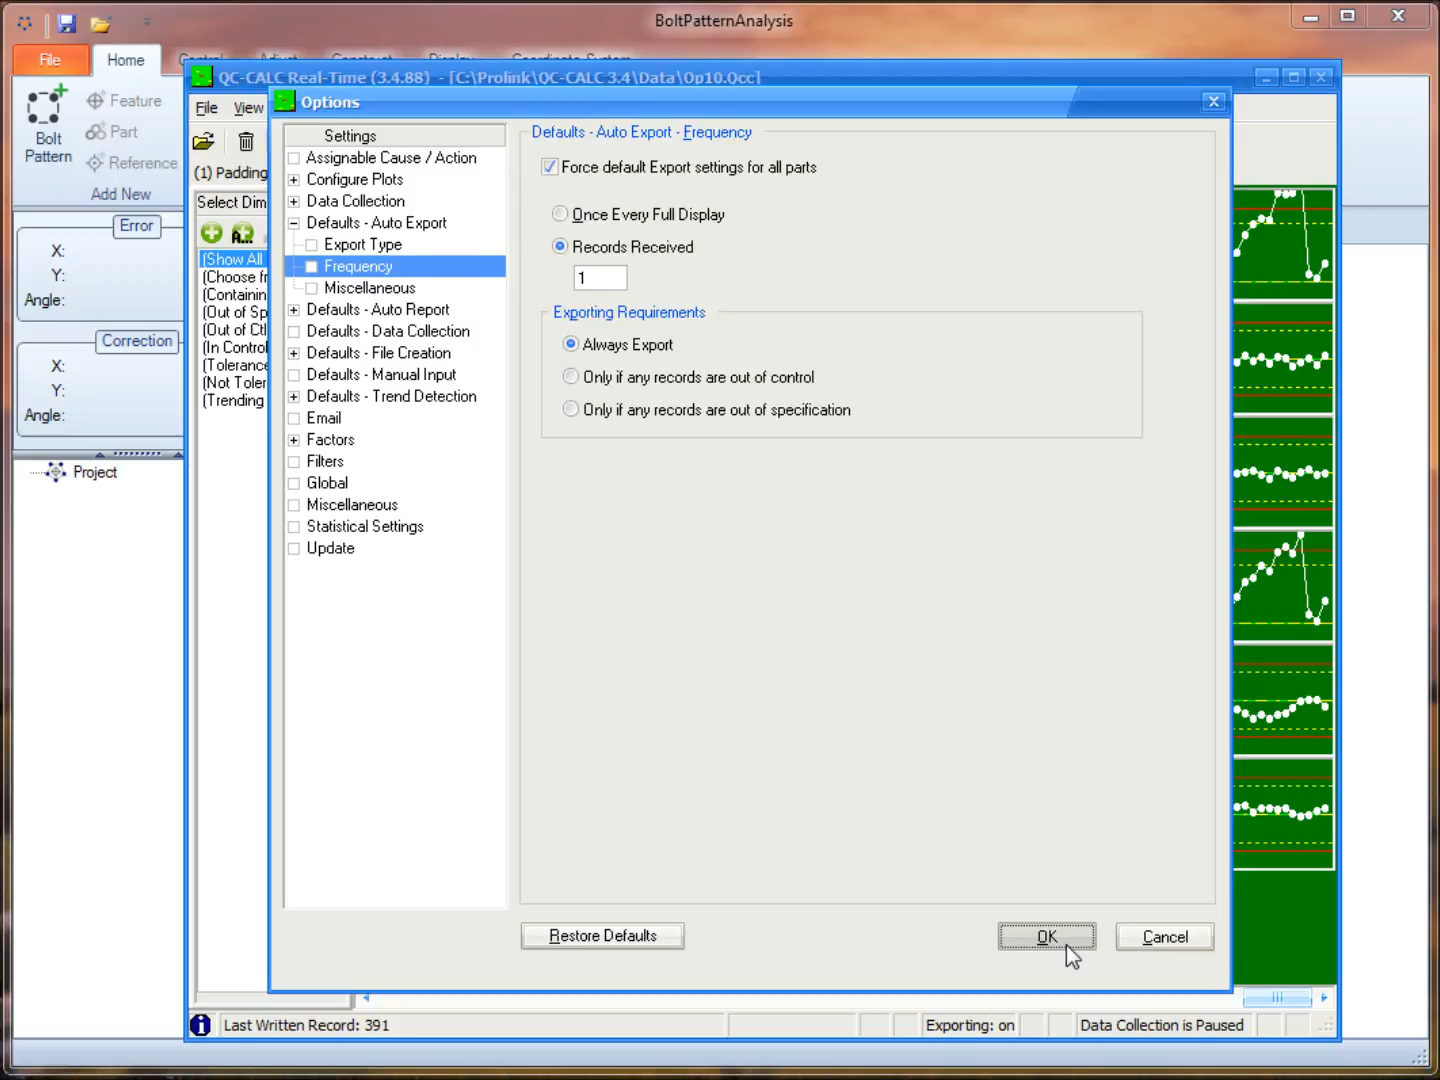 BoltPatternAnalysis
File
Home
QC-CALC Real-Time (3.4.88) - [C:\Prolink\QC-CALC 3.4\Data\Op10.Qcc]
File View
Options
Bolt Pattern
Feature
Part
Reference
Add New
Error
X:
Y:
Angle:
Correction
X:
Y:
Angle:
Project
(1) Padding
Select Dim
(Show All
(Choose fr
(Containin
(Out of Sp
(Out of Ctl
(In Control
(Tolerance
(Not Toler
(Trending
Settings
Assignable Cause / Action
Configure Plots
Data Collection
Defaults - Auto Export
Export Type
Frequency
Miscellaneous
Defaults - Auto Report
Defaults - Data Collection
Defaults - File Creation
Defaults - Manual Input
Defaults - Trend Detection
Email
Factors
Filters
Global
Miscellaneous
Statistical Settings
Update
Defaults - Auto Export - Frequency
Force default Export settings for all parts
Once Every Full Display
Records Received
1
Exporting Requirements
Always Export
Only if any records are out of control
Only if any records are out of specification
Restore Defaults
OK
Cancel
Last Written Record: 391
Exporting: on
Data Collection is Paused